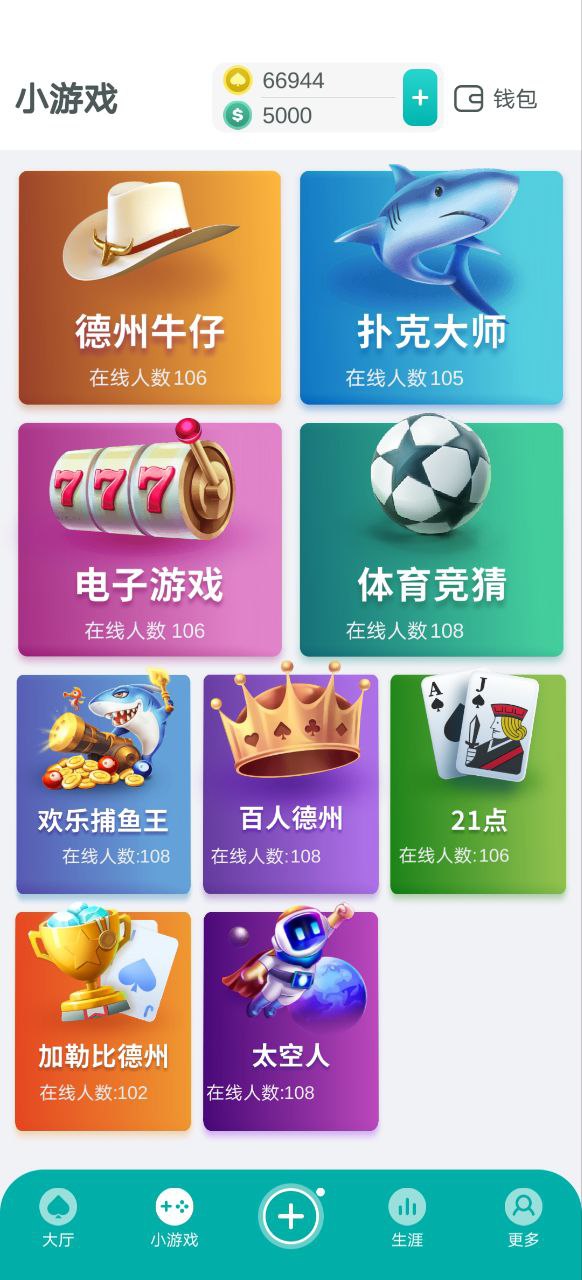 66944
小游戏
钱包
5000
德州牛仔
扑克大师
在线人数106
在线人数105
777
电子游戏
体育竞猜
在线人数 106
在线人数108
A
J
欢乐捕鱼王
百人德州
21点
在线人数:108
在线人数:108
在线人数:106
J
加勒比德州
太空人
在线人数:102
在线人数:108
大厅
小游戏
生涯
更多